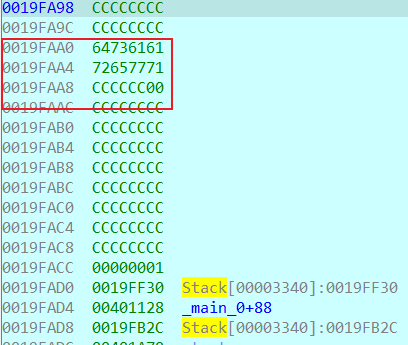 0019FA98 CCCCCCCC
0019FA9C CCCCCCCC
0019FAA0 64736161
0019FAA4 72657771
0019FAA8 CCCCCC00
0019FAAC CCCCCCCC
0019FAB0 CCCCCCCC
0019FAB4 CCCCCCCC
0019FAB8 CCCCCCCC
0019FABC CCCCCCCC
0019FAC0 CCCCCCCC
0019FAC4 CCCCCCCC
0019FAC8 CCCCCCCC
0019FACC 00000001
0019FAD0 0019FF30 Stack[00003340]:0019FF30
0019FAD4 00401128 _main_0+88
0019FAD8 0019FB2C Stack[00003340]:0019FB2C